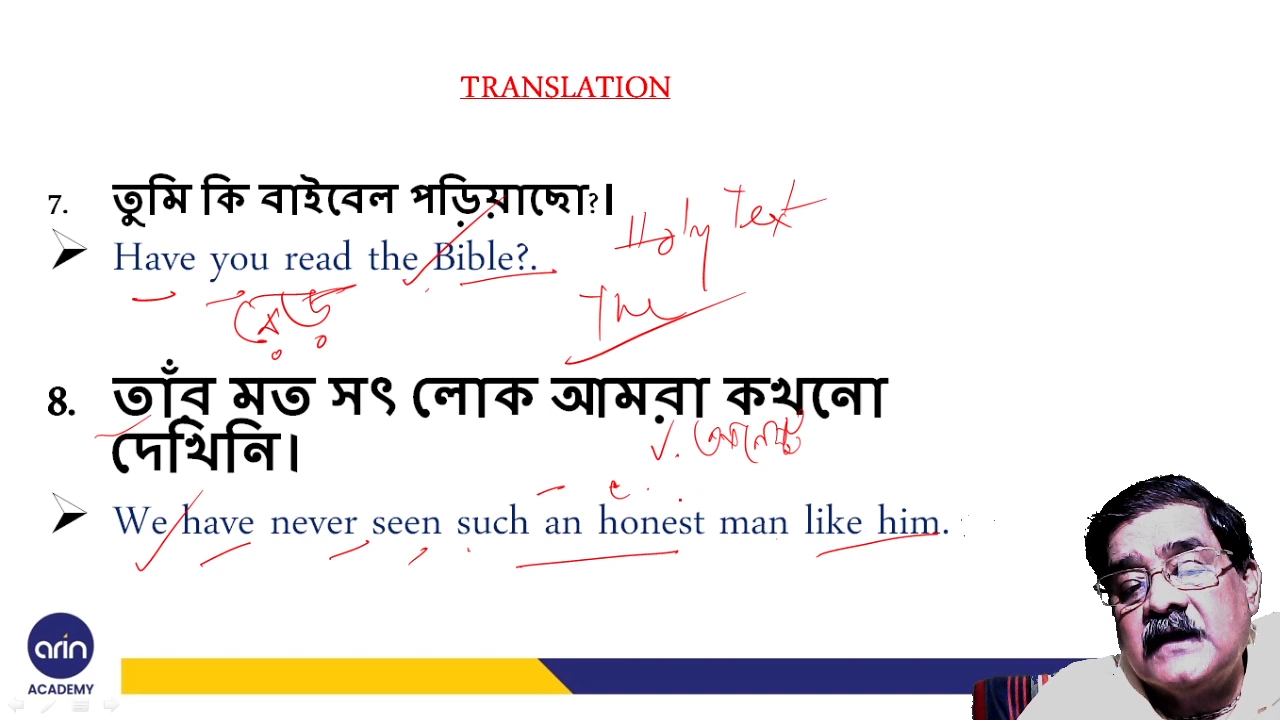 TRANSLATION
7. তুমি কি বাইবেল পড়িয়াছো?।
Have you read the Bible?.
Holy Text
The
8. তাঁর মত সৎ লোক আমরা কখনো
দেখিনি।
We have never seen such an honest man like him.
arin
ACADEMY